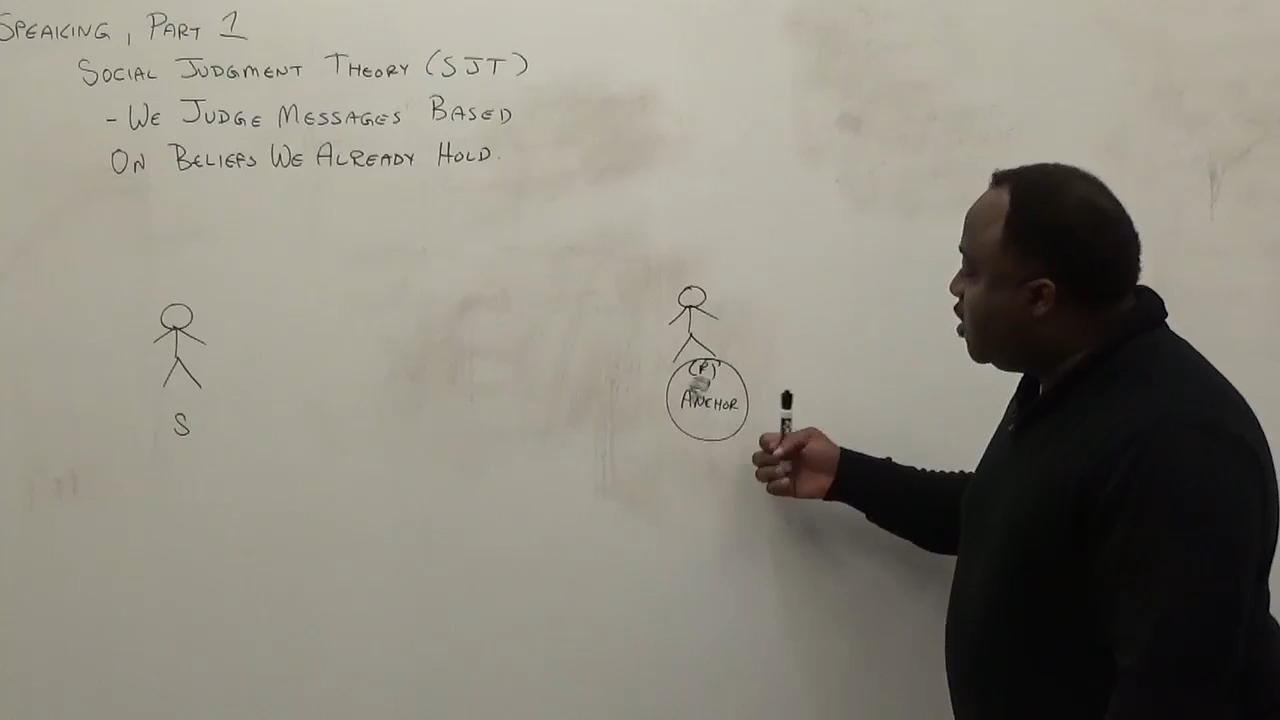 SPEAKING, PART 1
SOCIAL JUDGMENT THEORY (SJT)
- WE JUDGE MESSAGES BASED
ON BELIEFS WE ALREADY HOLD.
(R)
ANCHOR
S